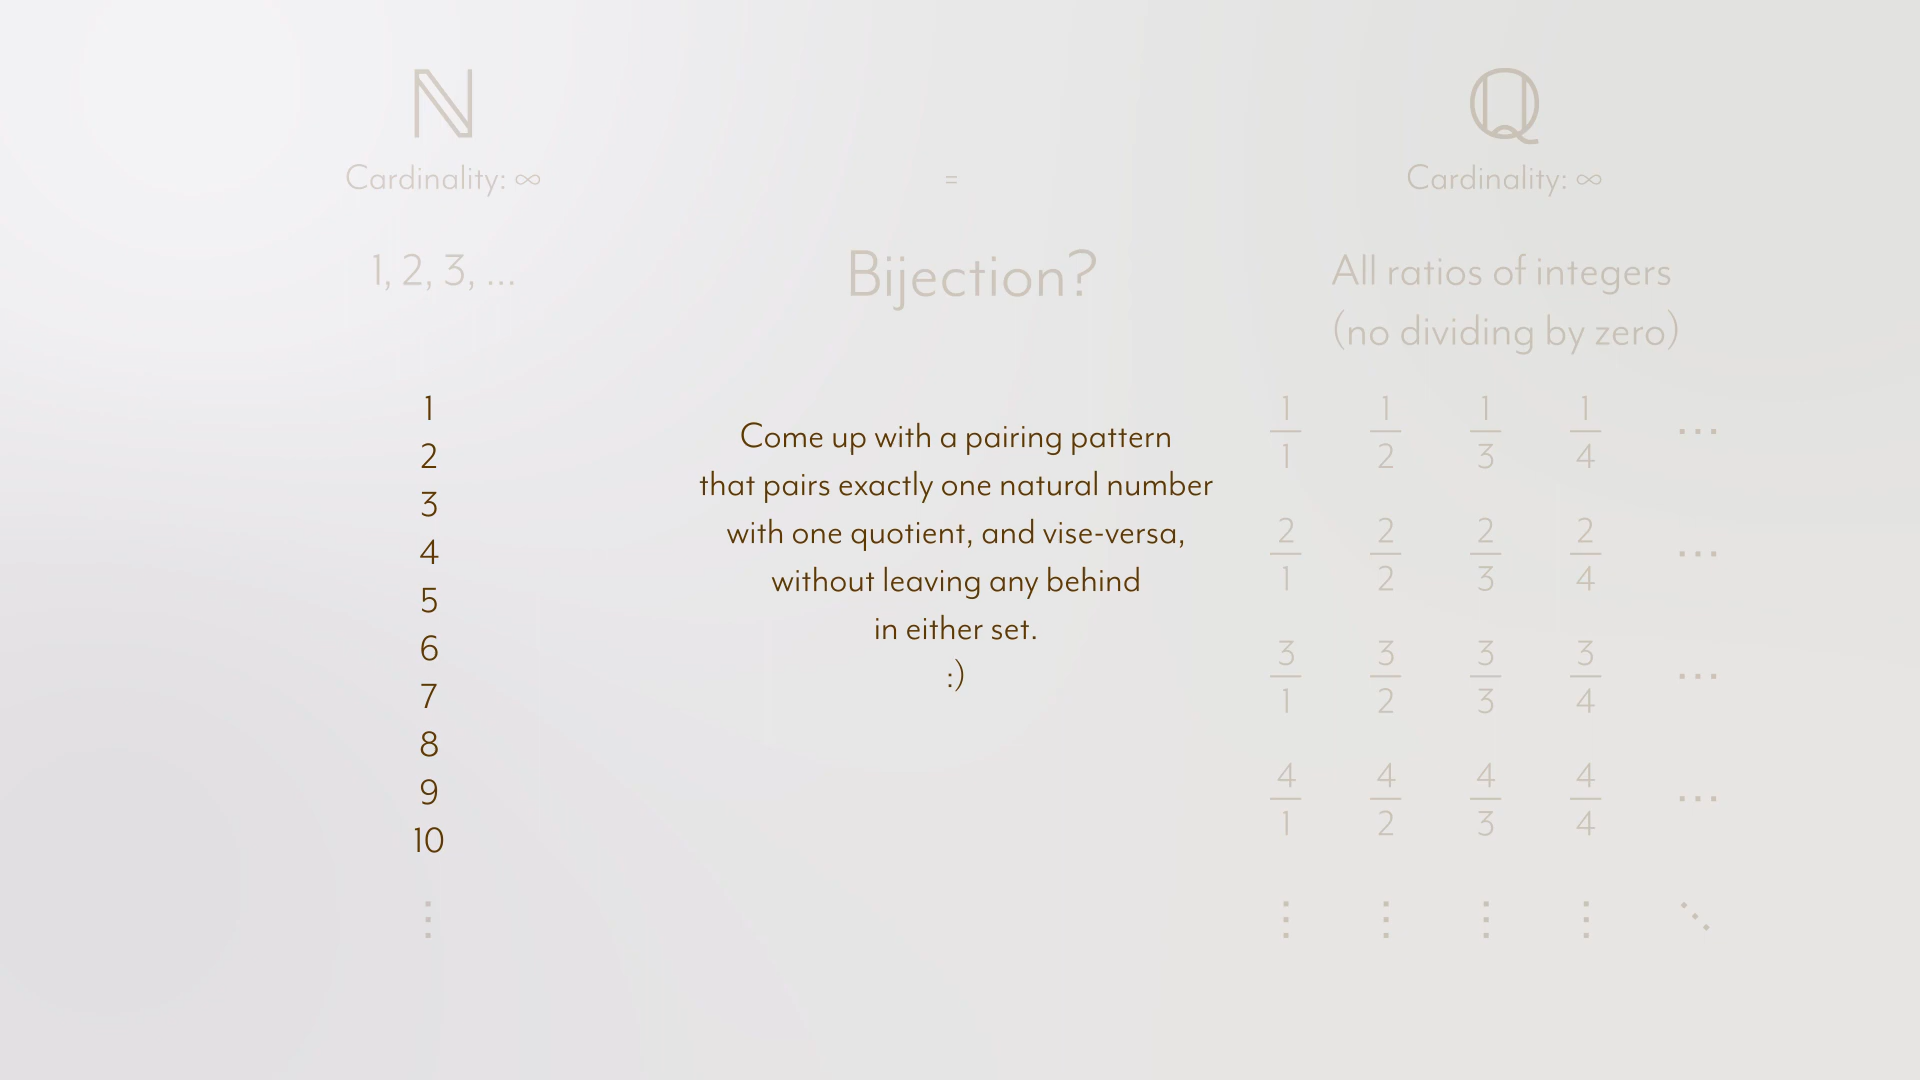 ℕ = ℚ
Cardinality: ∞ = Cardinality: ∞
1, 2, 3, ...
Bijection?
All ratios of integers
(no dividing by zero)
1
2
3
4
5
6
7
8
9
10
⋮
Come up with a pairing pattern
that pairs exactly one natural number
with one quotient, and vise-versa,
without leaving any behind
in either set.
:)
1/1 1/2 1/3 1/4 ...
2/1 2/2 2/3 2/4 ...
3/1 3/2 3/3 3/4 ...
4/1 4/2 4/3 4/4 ...
⋮ ⋮ ⋮ ⋮ ⋱